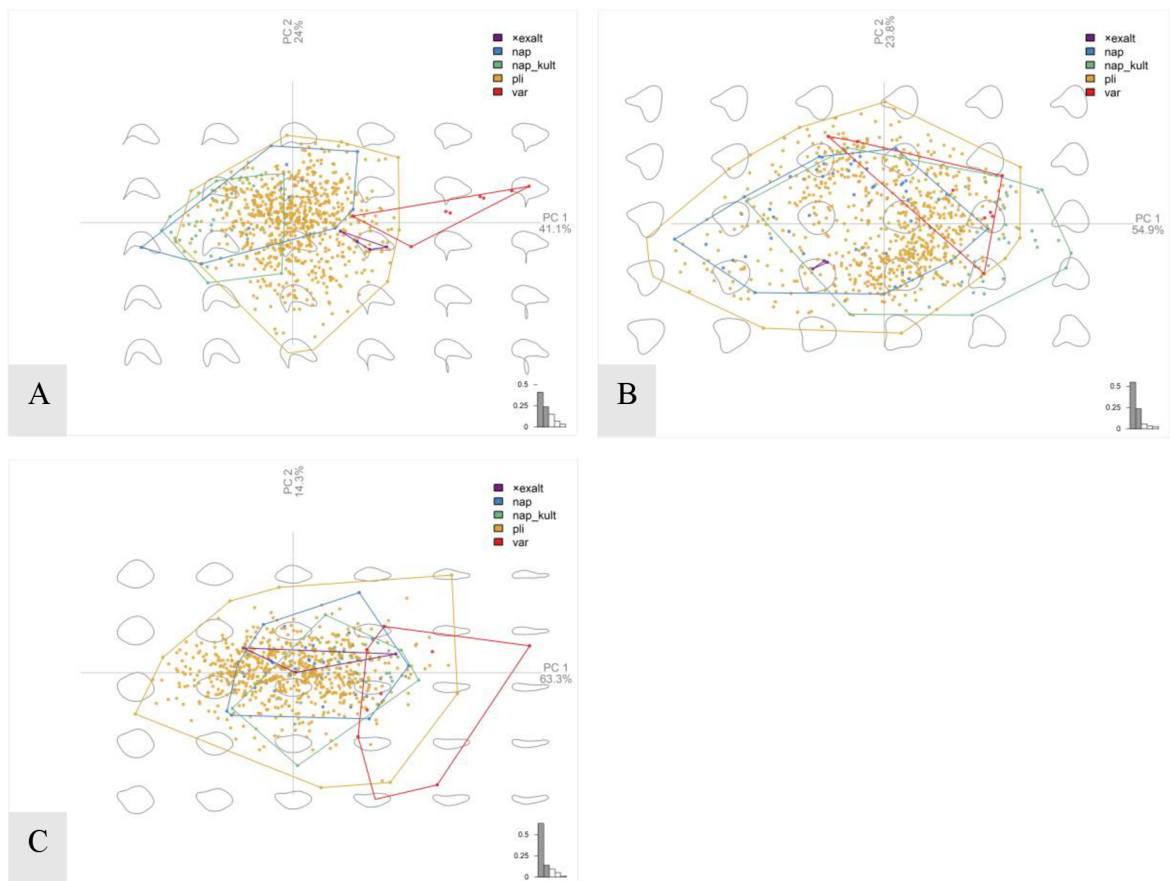 PC 2
24%
×exalt
nap
nap_kult
pli
var
PC 1
41.1%
0.5
0.25
0
A
PC 2
23.8%
×exalt
nap
nap_kult
pli
var
PC 1
54.9%
0.5
0.25
0
B
PC 2
14.3%
×exalt
nap
nap_kult
pli
var
PC 1
63.3%
0.5
0.25
0
C